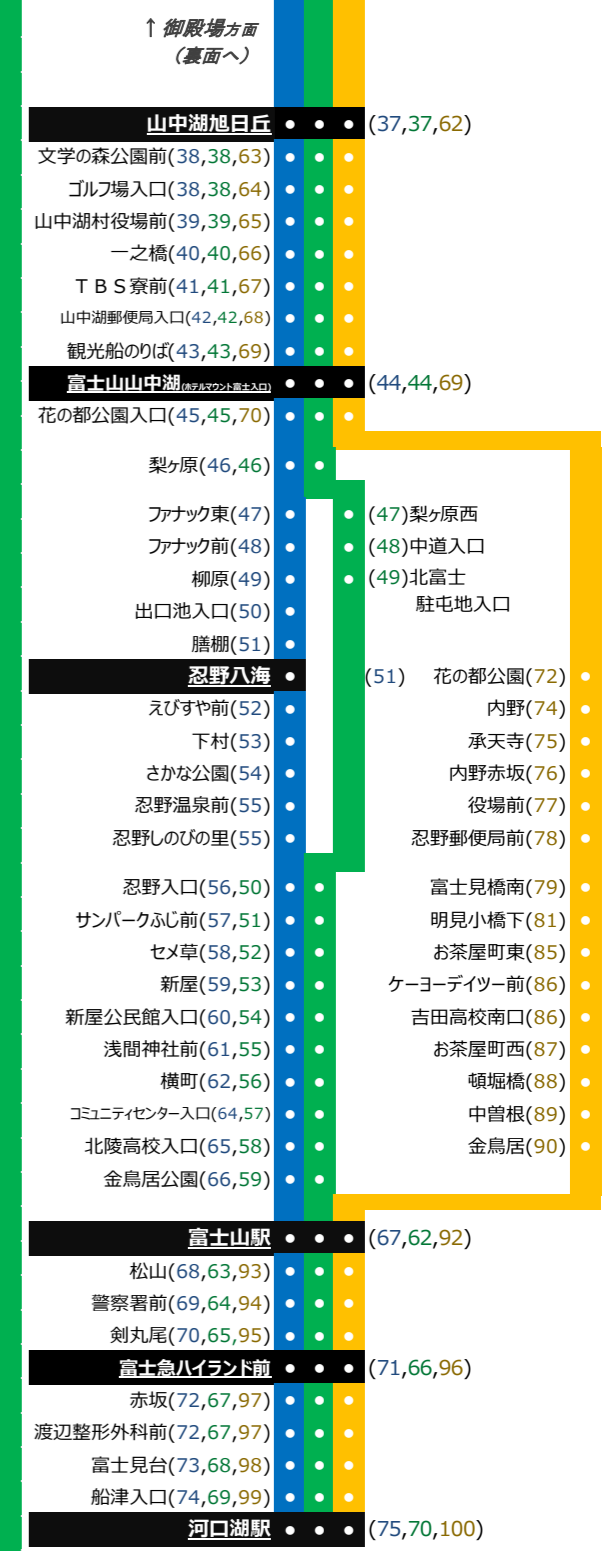 ↑ 御殿場方面
(裏面へ)
山中湖旭日丘 (37,37,62)
文学の森公園前(38,38,63)
ゴルフ場入口(38,38,64)
山中湖村役場前(39,39,65)
一之橋(40,40,66)
TBS寮前(41,41,67)
山中湖郵便局入口(42,42,68)
観光船のりば(43,43,69)
富士山山中湖(ホテルマウント富士入口) (44,44,69)
花の都公園入口(45,45,70)
梨ヶ原(46,46)
ファナック東(47) (47)梨ヶ原西
ファナック前(48) (48)中道入口
柳原(49) (49)北富士
駐屯地入口
出口池入口(50)
膳棚(51)
忍野八海 (51) 花の都公園(72)
えびすや前(52) 内野(74)
下村(53) 承天寺(75)
さかな公園(54) 内野赤坂(76)
忍野温泉前(55) 役場前(77)
忍野しのびの里(55) 忍野郵便局前(78)
忍野入口(56,50) 富士見橋南(79)
サンパークふじ前(57,51) 明見小橋下(81)
セメ草(58,52) お茶屋町東(85)
新屋(59,53) ケーヨーデイツー前(86)
新屋公民館入口(60,54) 吉田高校南口(86)
浅間神社前(61,55) お茶屋町西(87)
横町(62,56) 頓堀橋(88)
コミュニティセンター入口(64,57) 中曽根(89)
北陵高校入口(65,58) 金鳥居(90)
金鳥居公園(66,59)
富士山駅 (67,62,92)
松山(68,63,93)
警察署前(69,64,94)
剣丸尾(70,65,95)
富士急ハイランド前 (71,66,96)
赤坂(72,67,97)
渡辺整形外科前(72,67,97)
富士見台(73,68,98)
船津入口(74,69,99)
河口湖駅 (75,70,100)